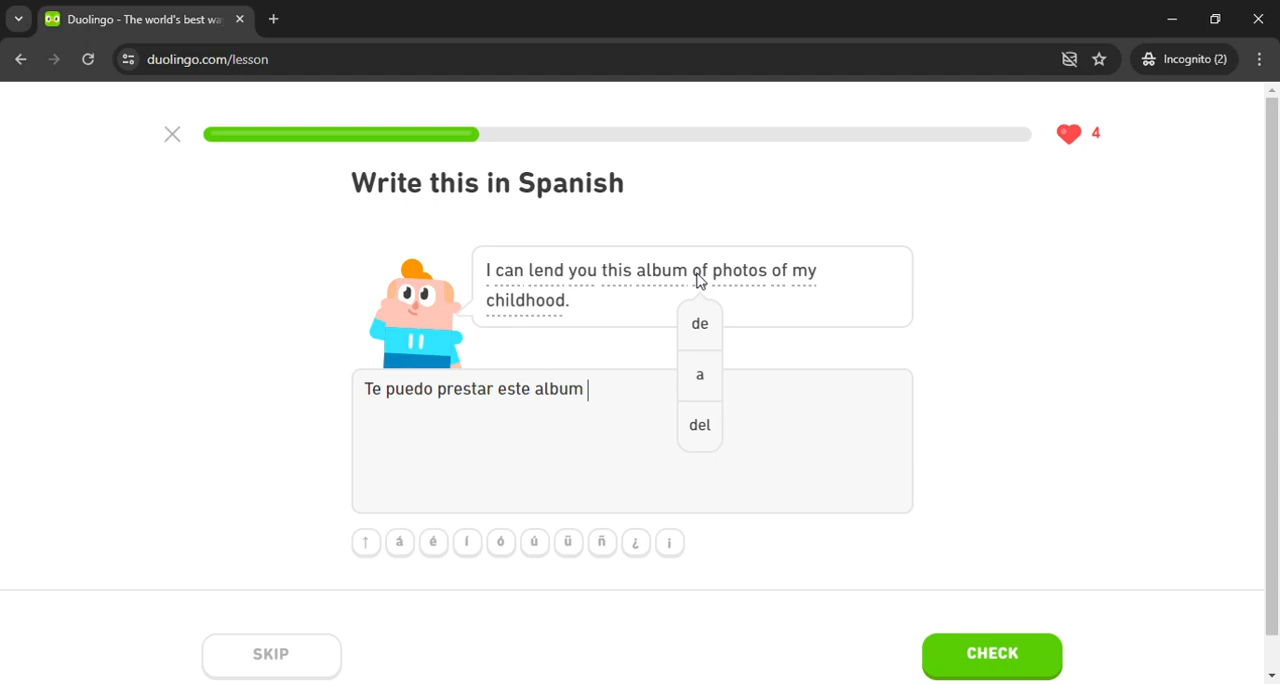 Duolingo - The world's best wa
duolingo.com/lesson
Incognito (2)
4
Write this in Spanish
I can lend you this album of photos of my
childhood.
de
a
del
Te puedo prestar este album
↑ á é í ó ú ü ñ ¿ ¡
SKIP
CHECK